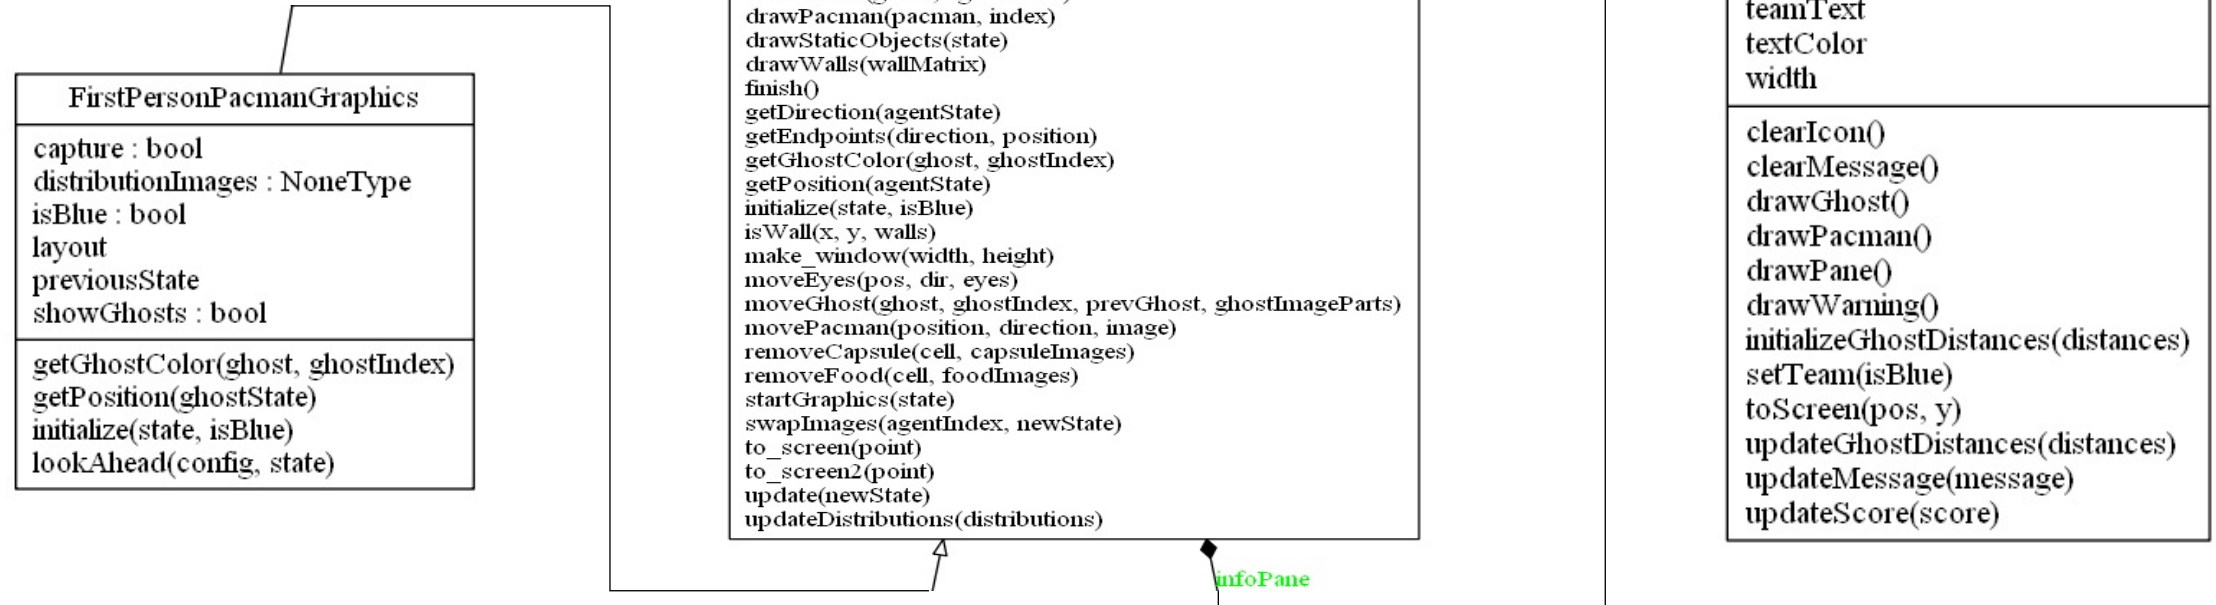 FirstPersonPacmanGraphics
capture : bool
distributionImages : NoneType
isBlue : bool
layout
previousState
showGhosts : bool
getGhostColor(ghost, ghostIndex)
getPosition(ghostState)
initialize(state, isBlue)
lookAhead(config, state)
drawPacman(pacman, index)
drawStaticObjects(state)
drawWalls(wallMatrix)
finish()
getDirection(agentState)
getEndpoints(direction, position)
getGhostColor(ghost, ghostIndex)
getPosition(agentState)
initialize(state, isBlue)
isWall(x, y, walls)
make_window(width, height)
moveEyes(pos, dir, eyes)
moveGhost(ghost, ghostIndex, prevGhost, ghostImageParts)
movePacman(position, direction, image)
removeCapsule(cell, capsuleImages)
removeFood(cell, foodImages)
startGraphics(state)
swapImages(agentIndex, newState)
to_screen(point)
to_screen2(point)
update(newState)
updateDistributions(distributions)
infoPane
teamText
textColor
width
clearIcon()
clearMessage()
drawGhost()
drawPacman()
drawPane()
drawWarning()
initializeGhostDistances(distances)
setTeam(isBlue)
toScreen(pos, y)
updateGhostDistances(distances)
updateMessage(message)
updateScore(score)